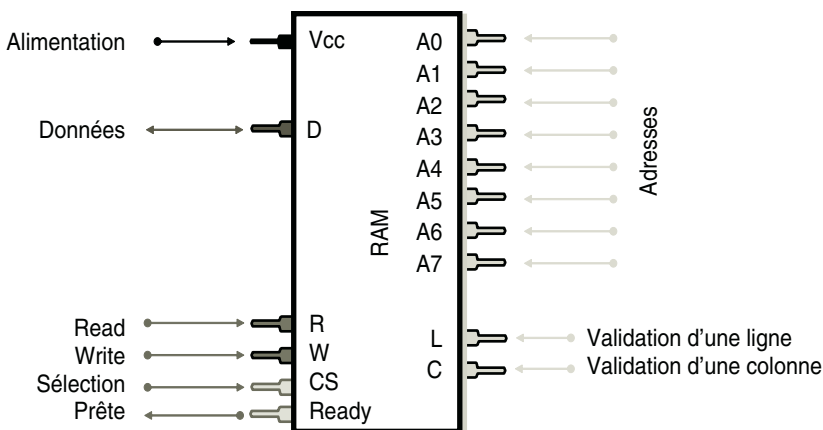 Alimentation
Vcc
A0
A1
A2
Données
D
A3
A4
A5
A6
A7
RAM
Adresses
Read
R
Write
W
Sélection
CS
Prête
Ready
L
Validation d'une ligne
C
Validation d'une colonne